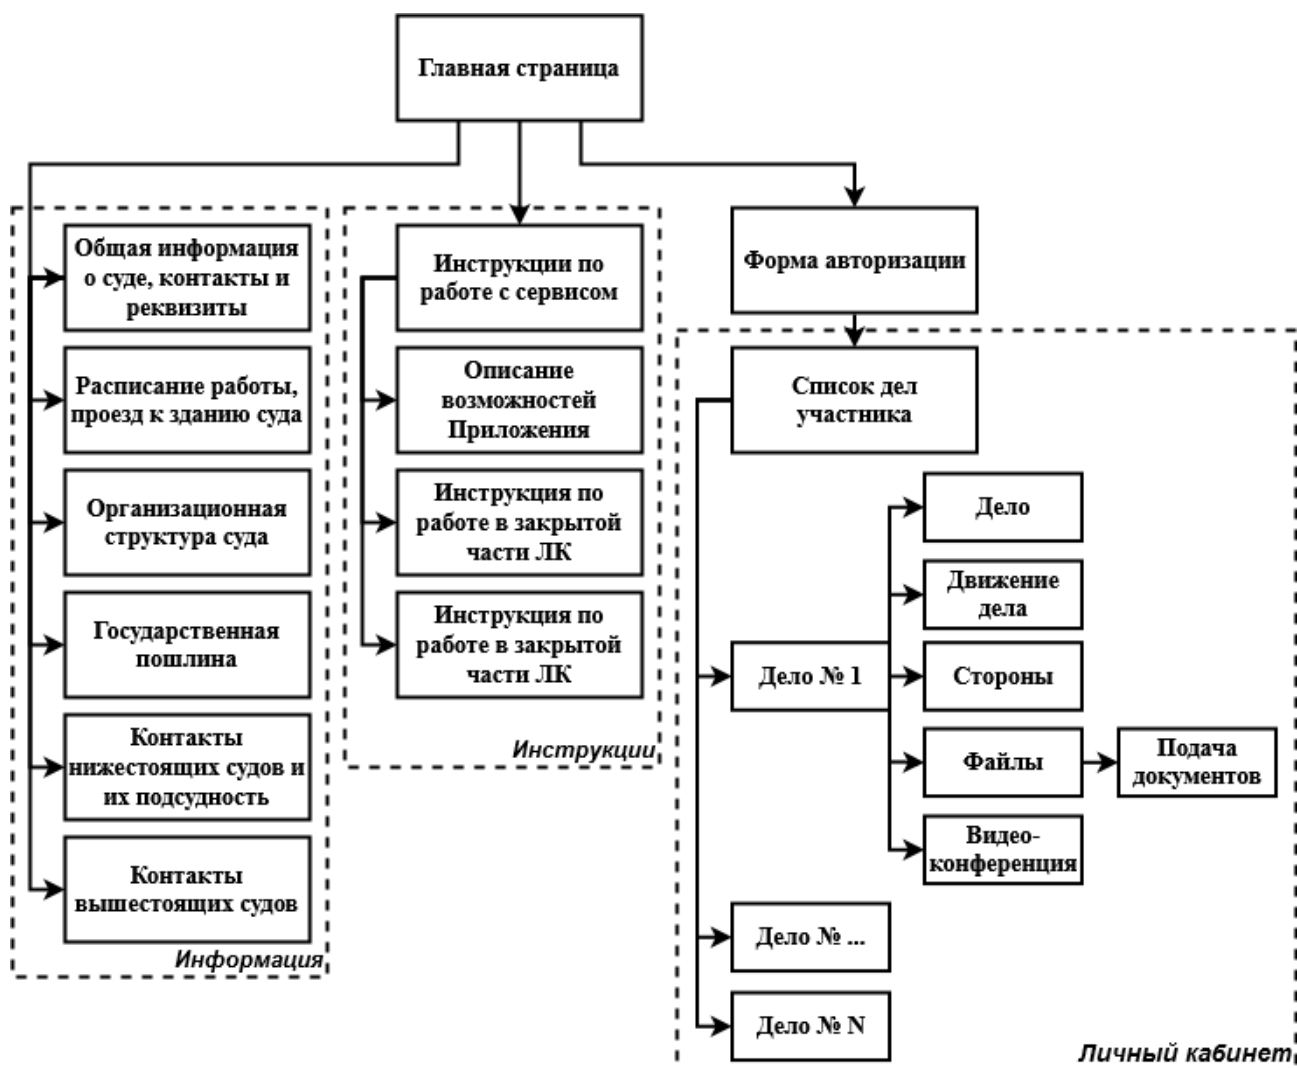 Главная страница
Общая информация
о суде, контакты и
реквизиты
Расписание работы,
проезд к зданию суда
Организационная
структура суда
Государственная
пошлина
Контакты
нижестоящих судов и
их подсудность
Контакты
вышестоящих судов
Информация
Инструкции по
работе с сервисом
Описание
возможностей
Приложения
Инструкция по
работе в закрытой
части ЛК
Инструкция по
работе в закрытой
части ЛК
Инструкции
Форма авторизации
Список дел
участника
Дело № 1
Дело
Движение
дела
Стороны
Файлы
Подача
документов
Видео-
конференция
Дело № ...
Дело № N
Личный кабинет